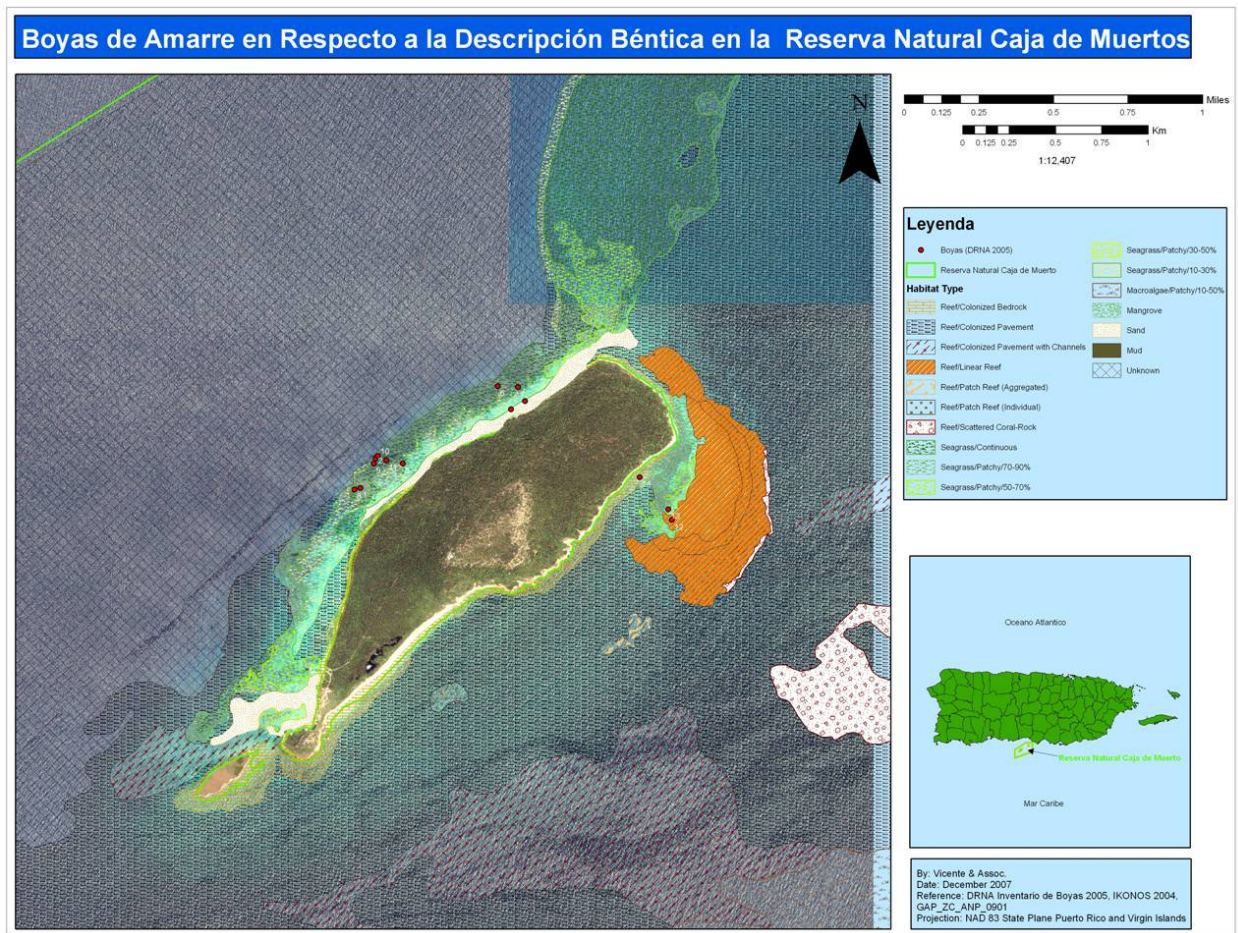 Boyas de Amarre en Respecto a la Descripción Béntica en la Reserva Natural Caja de Muertos
N
Miles
0 0.125 0.25 0.5 0.75 1
Km
0 0.125 0.25 0.5 0.75 1
1:12,407
Leyenda
Boyas (DRNA 2005)
Reserva Natural Caja de Muerto
Habitat Type
Reef/Colonized Bedrock
Reef/Colonized Pavement
Reef/Colonized Pavement with Channels
Reef/Linear Reef
Reef/Patch Reef (Aggregated)
Reef/Patch Reef (Individual)
Reef/Scattered Coral-Rock
Seagrass/Continuous
Seagrass/Patchy/70-90%
Seagrass/Patchy/50-70%
Seagrass/Patchy/30-50%
Seagrass/Patchy/10-30%
Macroalgae/Patchy/10-50%
Mangrove
Sand
Mud
Unknown
Oceano Atlantico
Reserva Natural Caja de Muerto
Mar Caribe
By: Vicente & Assoc.
Date: December 2007
Reference: DRNA Inventario de Boyas 2005, IKONOS 2004,
GAP_ZC_ANP_0901
Projection: NAD 83 State Plane Puerto Rico and Virgin Islands